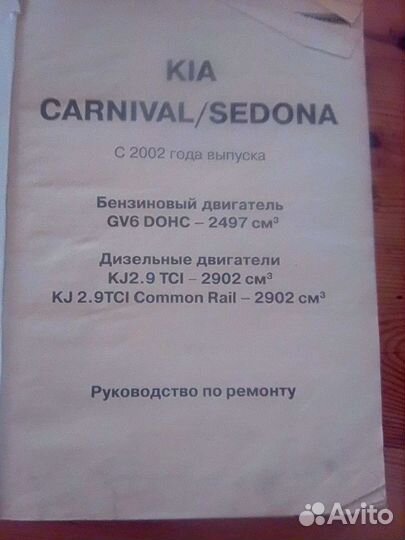 KIA
CARNIVAL/SEDONA
С 2002 года выпуска
Бензиновый двигатель
GV6 DOHC – 2497 см³
Дизельные двигатели
KJ2.9 TCI – 2902 см³
KJ 2.9TCI Common Rail – 2902 см³
Руководство по ремонту
Avito